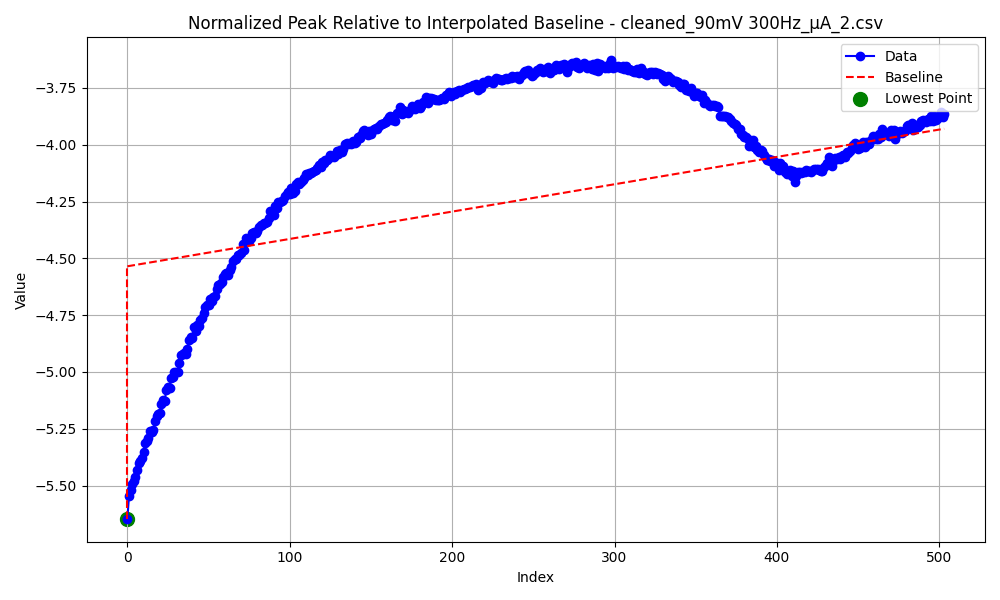 Normalized Peak Relative to Interpolated Baseline - cleaned_90mV 300Hz_μA_2.csv
Data
Baseline
Lowest Point
Value
−3.75
−4.00
−4.25
−4.50
−4.75
−5.00
−5.25
−5.50
0
100
200
300
400
500
Index